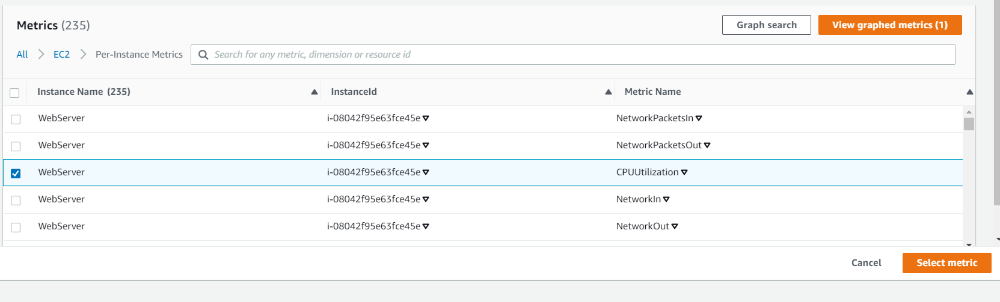 Metrics (235)
Graph search
View graphed metrics (1)
All
EC2
Per-Instance Metrics
Search for any metric, dimension or resource id
Instance Name (235) InstanceId Metric Name
WebServer i-08042f95e63fce45e NetworkPacketsIn
WebServer i-08042f95e63fce45e NetworkPacketsOut
WebServer i-08042f95e63fce45e CPUUtilization
WebServer i-08042f95e63fce45e NetworkIn
WebServer i-08042f95e63fce45e NetworkOut
Cancel
Select metric